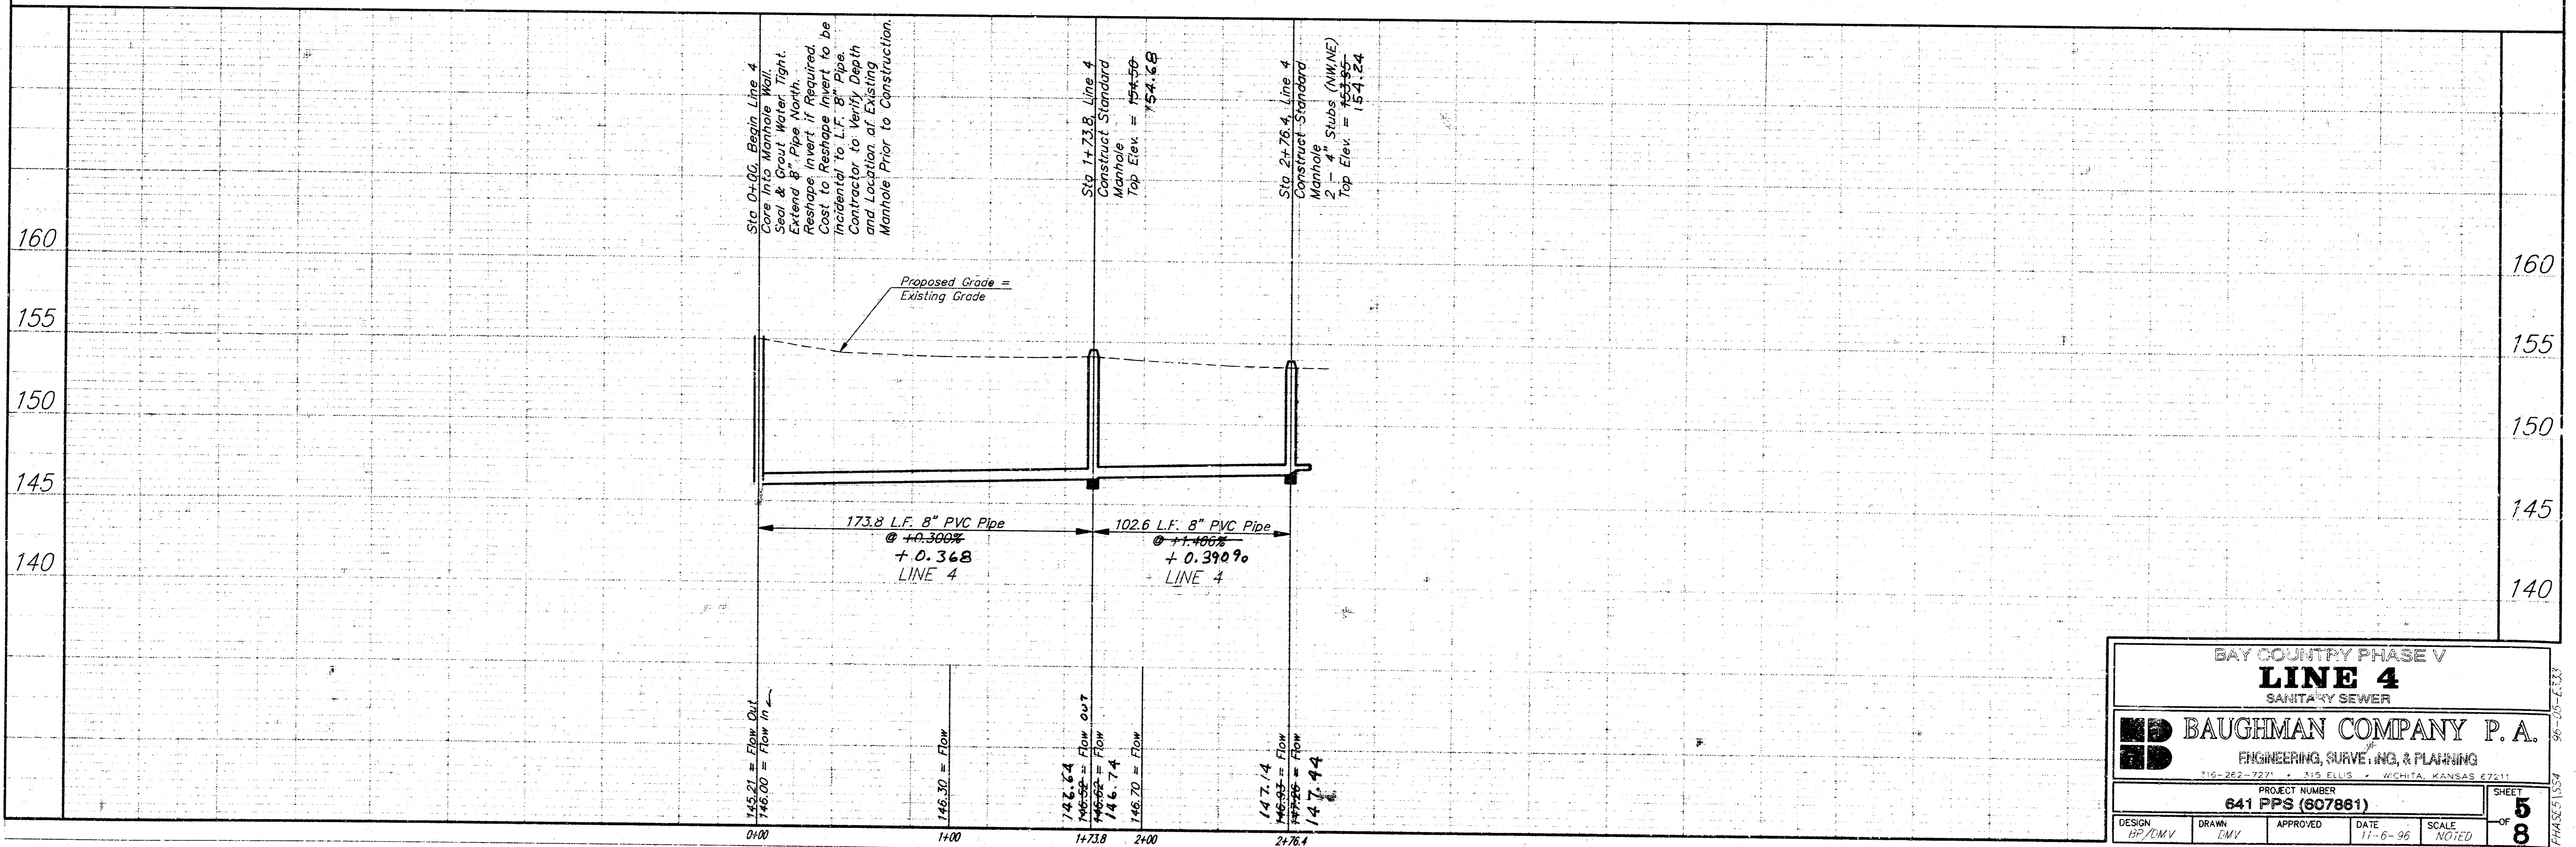 Sta 0+00, Begin Line 4
Core Into Manhole Wall.
Seal & Grout Water Tight.
Extend 8" Pipe North.
Reshape Invert if Required.
Cost to Reshape Invert to be
Incidental to L.F. 8" Pipe.
Contractor to Verify Depth
and Location of Existing
Manhole Prior to Construction.
Sta 1+73.8, Line 4
Construct Standard
Manhole
Top Elev. = 154.50
154.68
Sta 2+76.4, Line 4
Construct Standard
Manhole
2 - 4" Stubs (NW,NE)
Top Elev. = 153.95
154.24
160
155
150
145
140
160
155
150
145
140
Proposed Grade =
Existing Grade
173.8 L.F. 8" PVC Pipe
@ +0.300%
+ 0.368
LINE 4
102.6 L.F. 8" PVC Pipe
@ +1.466%
+ 0.390%
LINE 4
145.21 = Flow Out
146.00 = Flow In
146.30 = Flow
146.64
146.52 = Flow OUT
146.62 = Flow
146.74
146.70 = Flow
147.14
146.93 = Flow
147.26 = Flow
147.44
0+00
1+00
1+73.8
2+00
2+76.4
BAY COUNTRY PHASE V
LINE 4
SANITARY SEWER
BAUGHMAN COMPANY P. A.
ENGINEERING, SURVEYING, & PLANNING
316-262-7271 • 315 ELLIS • WICHITA, KANSAS 67211
PROJECT NUMBER
641 PPS (607861)
SHEET
5
OF
8
DESIGN
BP/DMV
DRAWN
DMV
APPROVED
DATE
11-6-96
SCALE
NOTED
96-05-E333
PHASE5\SS4